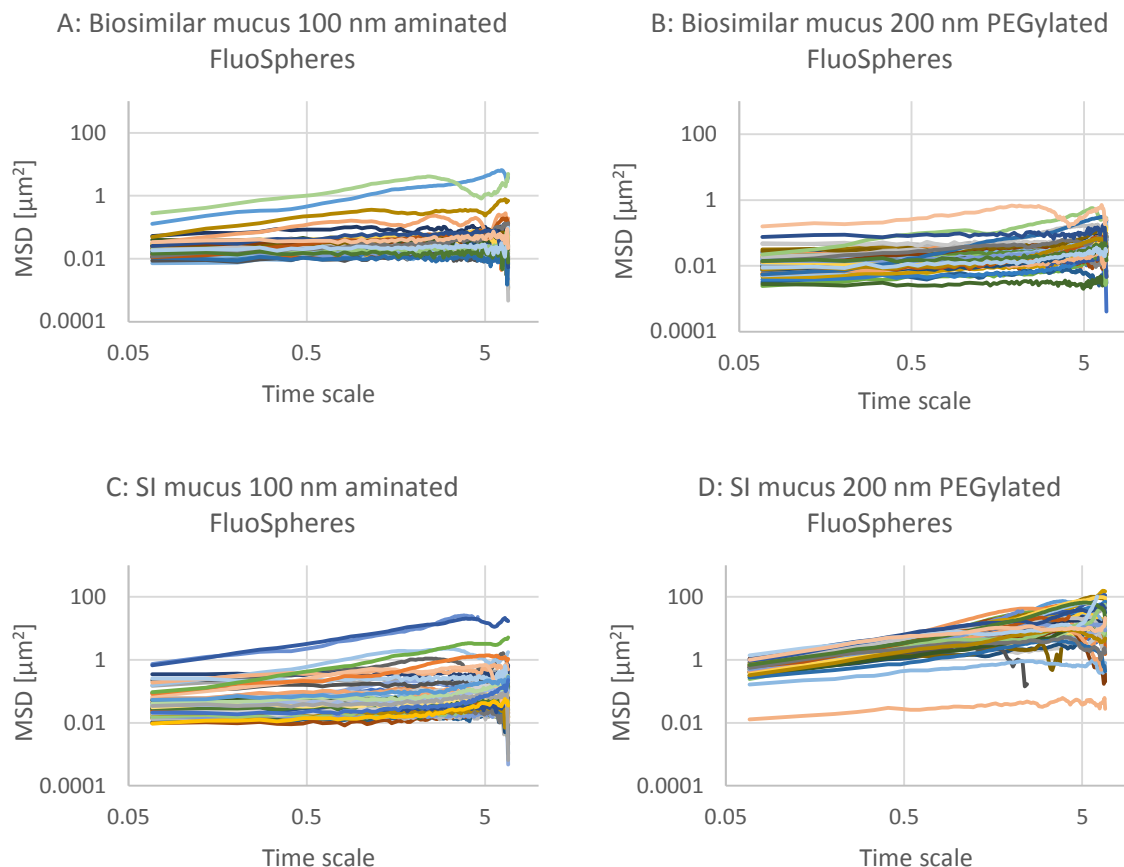 A: Biosimilar mucus 100 nm aminated
FluoSpheres
MSD [µm²]
100
1
0.01
0.0001
0.05
0.5
5
Time scale
B: Biosimilar mucus 200 nm PEGylated
FluoSpheres
MSD [µm²]
100
1
0.01
0.0001
0.05
0.5
5
Time scale
C: SI mucus 100 nm aminated
FluoSpheres
MSD [µm²]
100
1
0.01
0.0001
0.05
0.5
5
Time scale
D: SI mucus 200 nm PEGylated
FluoSpheres
MSD [µm²]
100
1
0.01
0.0001
0.05
0.5
5
Time scale